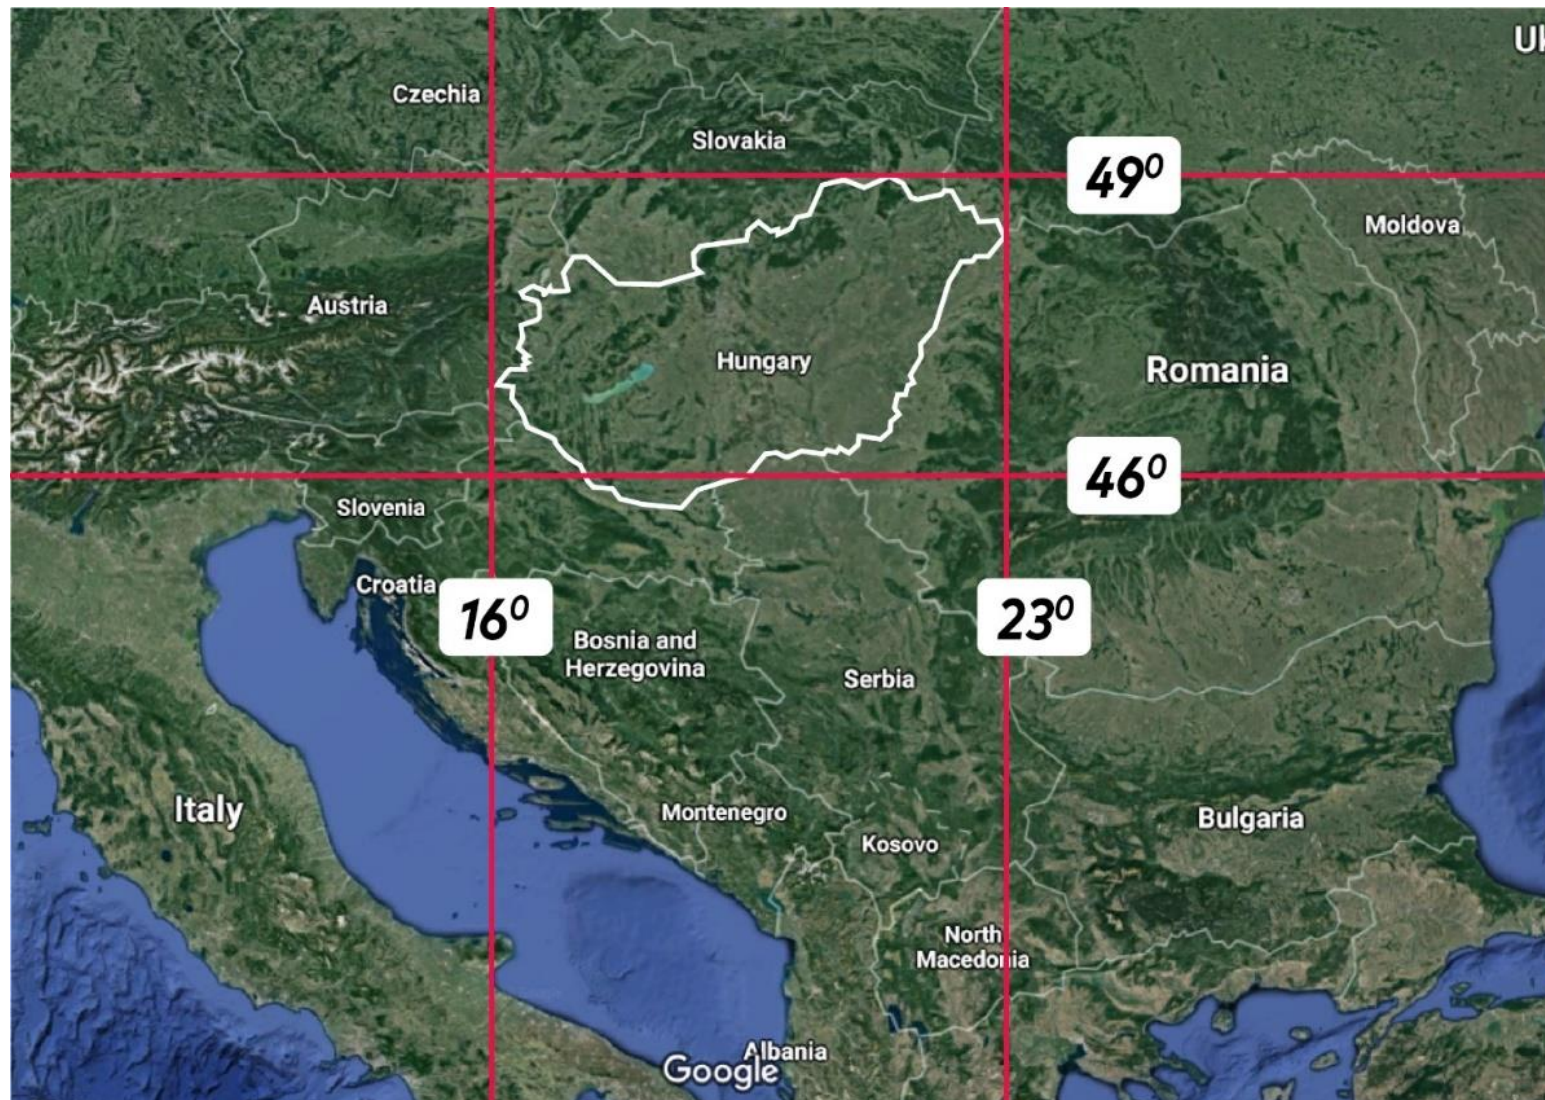 Uk
Czechia
Slovakia
49⁰
Moldova
Austria
Hungary
Romania
46⁰
Slovenia
Croatia
16⁰
23⁰
Bosnia and
Herzegovina
Serbia
Italy
Montenegro
Bulgaria
Kosovo
North
Macedonia
Albania
Google